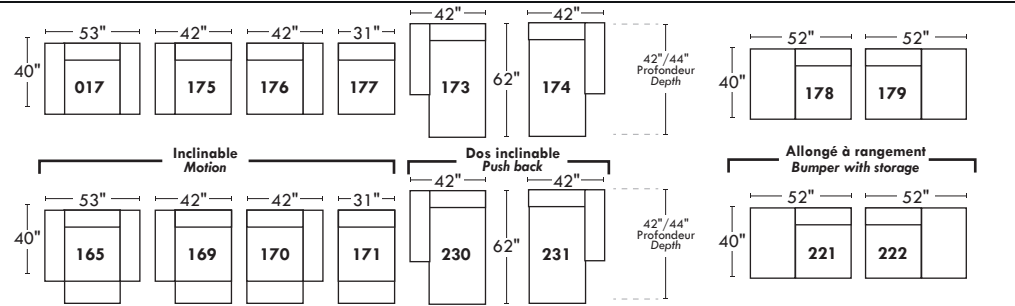 53" 42" 42" 31" 42" 42" 52" 52"
40" 017 175 176 177 173 62" 174 42"/44" Profondeur Depth 40" 178 179
Inclinable Dos inclinable Allongé à rangement
Motion Push back Bumper with storage
53" 42" 42" 31" 42" 42" 52" 52"
40" 165 169 170 171 230 62" 231 42"/44" Profondeur Depth 40" 221 222